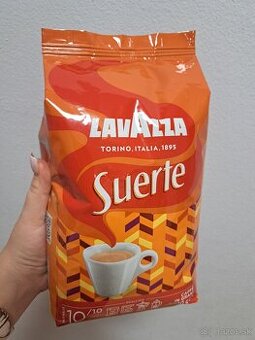 LAVAZZA
TORINO, ITALIA, 1895
Suerte
10/10